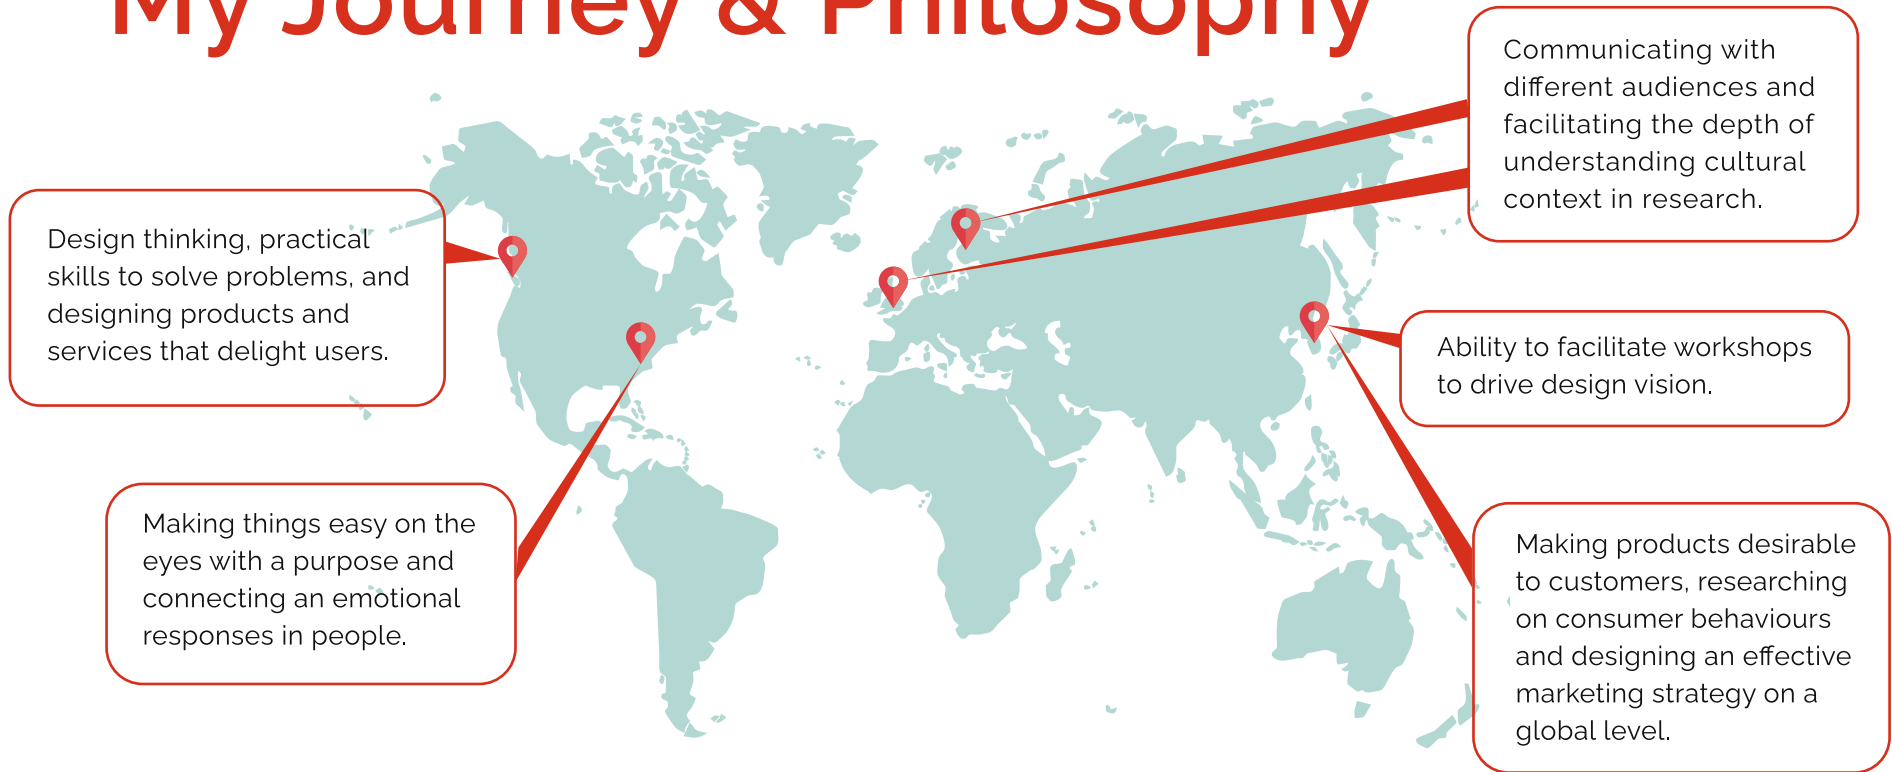 My Journey & Philosophy
Communicating with
different audiences and
facilitating the depth of
understanding cultural
context in research.
Design thinking, practical
skills to solve problems, and
designing products and
services that delight users.
Ability to facilitate workshops
to drive design vision.
Making things easy on the
eyes with a purpose and
connecting an emotional
responses in people.
Making products desirable
to customers, researching
on consumer behaviours
and designing an effective
marketing strategy on a
global level.